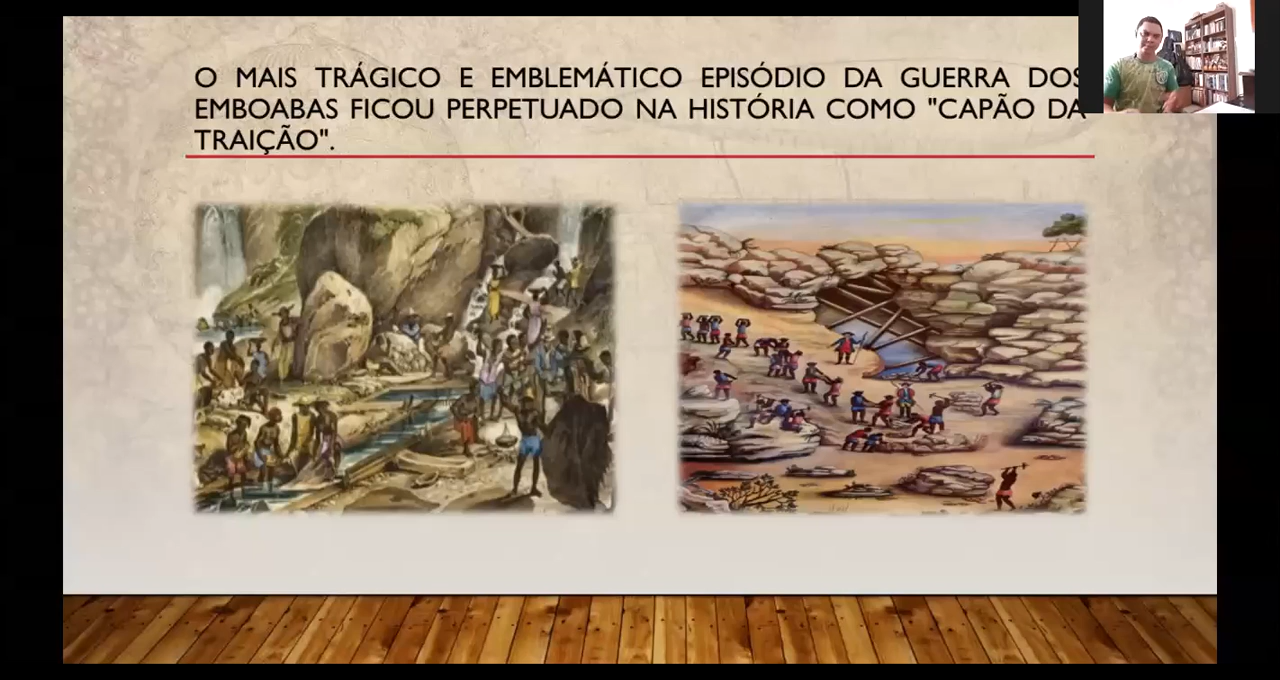 O MAIS TRÁGICO E EMBLEMÁTICO EPISÓDIO DA GUERRA DOS
EMBOABAS FICOU PERPETUADO NA HISTÓRIA COMO "CAPÃO DA
TRAIÇÃO".